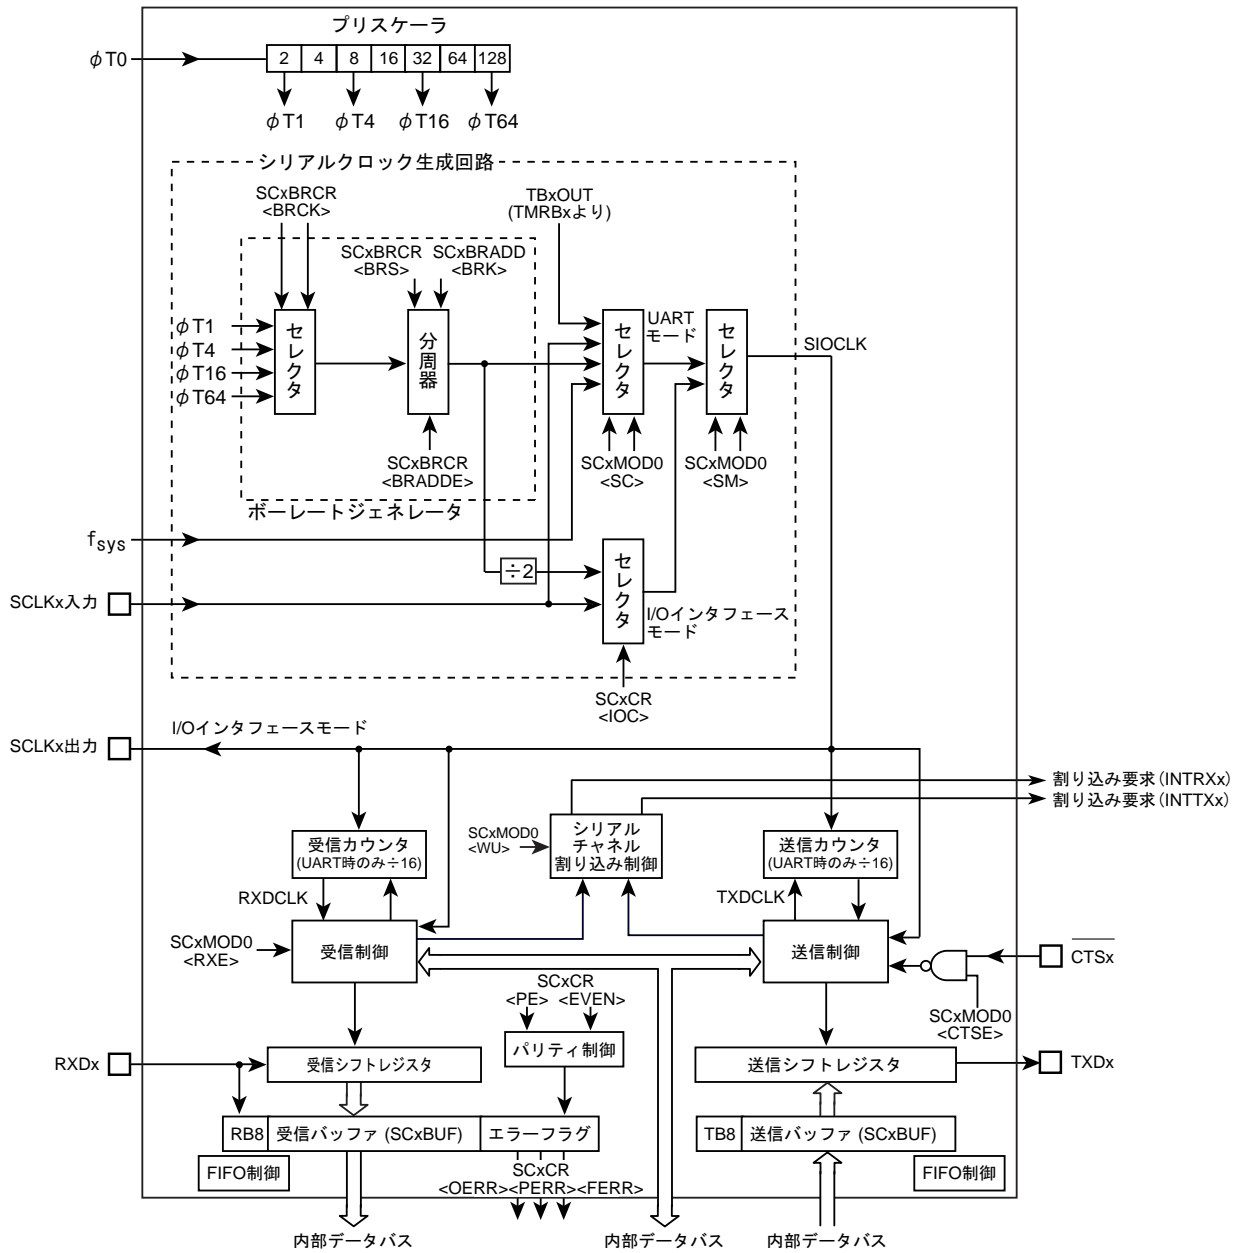 プリスケーラ
φT0
2 4 8 16 32 64 128
φT1 φT4 φT16 φT64
シリアルクロック生成回路
SCxBRCR
<BRCK>
TBxOUT
(TMRBxより)
SCxBRCR
<BRS>
SCxBRADD
<BRK>
φT1
φT4
φT16
φT64
セレクタ
分周器
セレクタ
UART
モード
セレクタ
SIOCLK
SCxBRCR
<BRADDE>
SCxMOD0
<SC>
SCxMOD0
<SM>
ボーレートジェネレータ
fsys
÷2
セレクタ
SCLKx入力
I/Oインタフェース
モード
SCxCR
<IOC>
I/Oインタフェースモード
SCLKx出力
割り込み要求(INTRXx)
割り込み要求(INTTXx)
受信カウンタ
(UART時のみ÷16)
SCxMOD0
<WU>
シリアル
チャネル
割り込み制御
送信カウンタ
(UART時のみ÷16)
RXDCLK
TXDCLK
SCxMOD0
<RXE>
受信制御
送信制御
CTSx
SCxCR
<PE> <EVEN>
SCxMOD0
<CTSE>
パリティ制御
RXDx
受信シフトレジスタ
送信シフトレジスタ
TXDx
RB8 受信バッファ (SCxBUF) エラーフラグ
TB8 送信バッファ (SCxBUF)
FIFO制御
SCxCR
<OERR><PERR><FERR>
FIFO制御
内部データバス
内部データバス
内部データバス